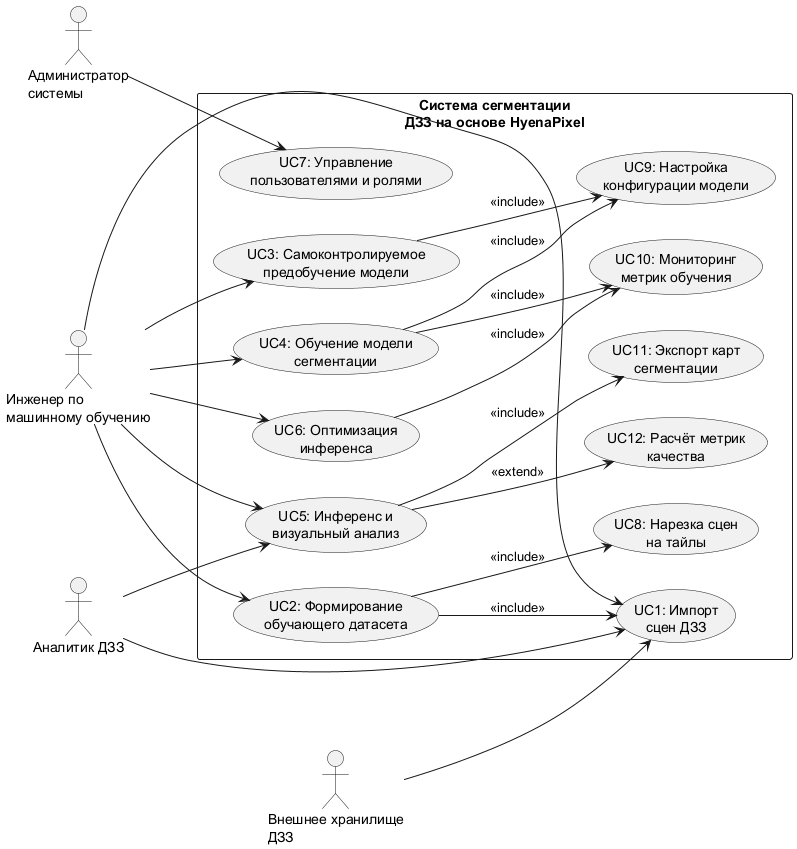 Администратор
системы
Система сегментации
ДЗЗ на основе HyenaPixel
UC7: Управление
пользователями и ролями
UC9: Настройка
конфигурации модели
«include»
UC3: Самоконтролируемое
предобучение модели
«include»
UC10: Мониторинг
метрик обучения
«include»
UC4: Обучение модели
сегментации
«include»
UC11: Экспорт карт
сегментации
Инженер по
машинному обучению
UC6: Оптимизация
инференса
«include»
UC12: Расчёт метрик
качества
«extend»
UC5: Инференс и
визуальный анализ
UC8: Нарезка сцен
на тайлы
«include»
Аналитик ДЗЗ
UC2: Формирование
обучающего датасета
«include»
UC1: Импорт
сцен ДЗЗ
Внешнее хранилище
ДЗЗ